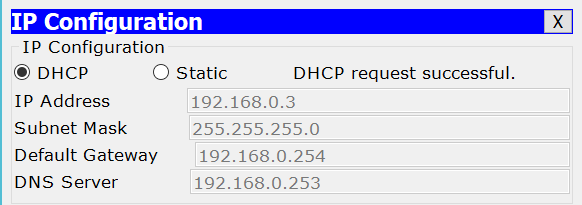 IP Configuration X
IP Configuration
DHCP Static DHCP request successful.
IP Address 192.168.0.3
Subnet Mask 255.255.255.0
Default Gateway 192.168.0.254
DNS Server 192.168.0.253